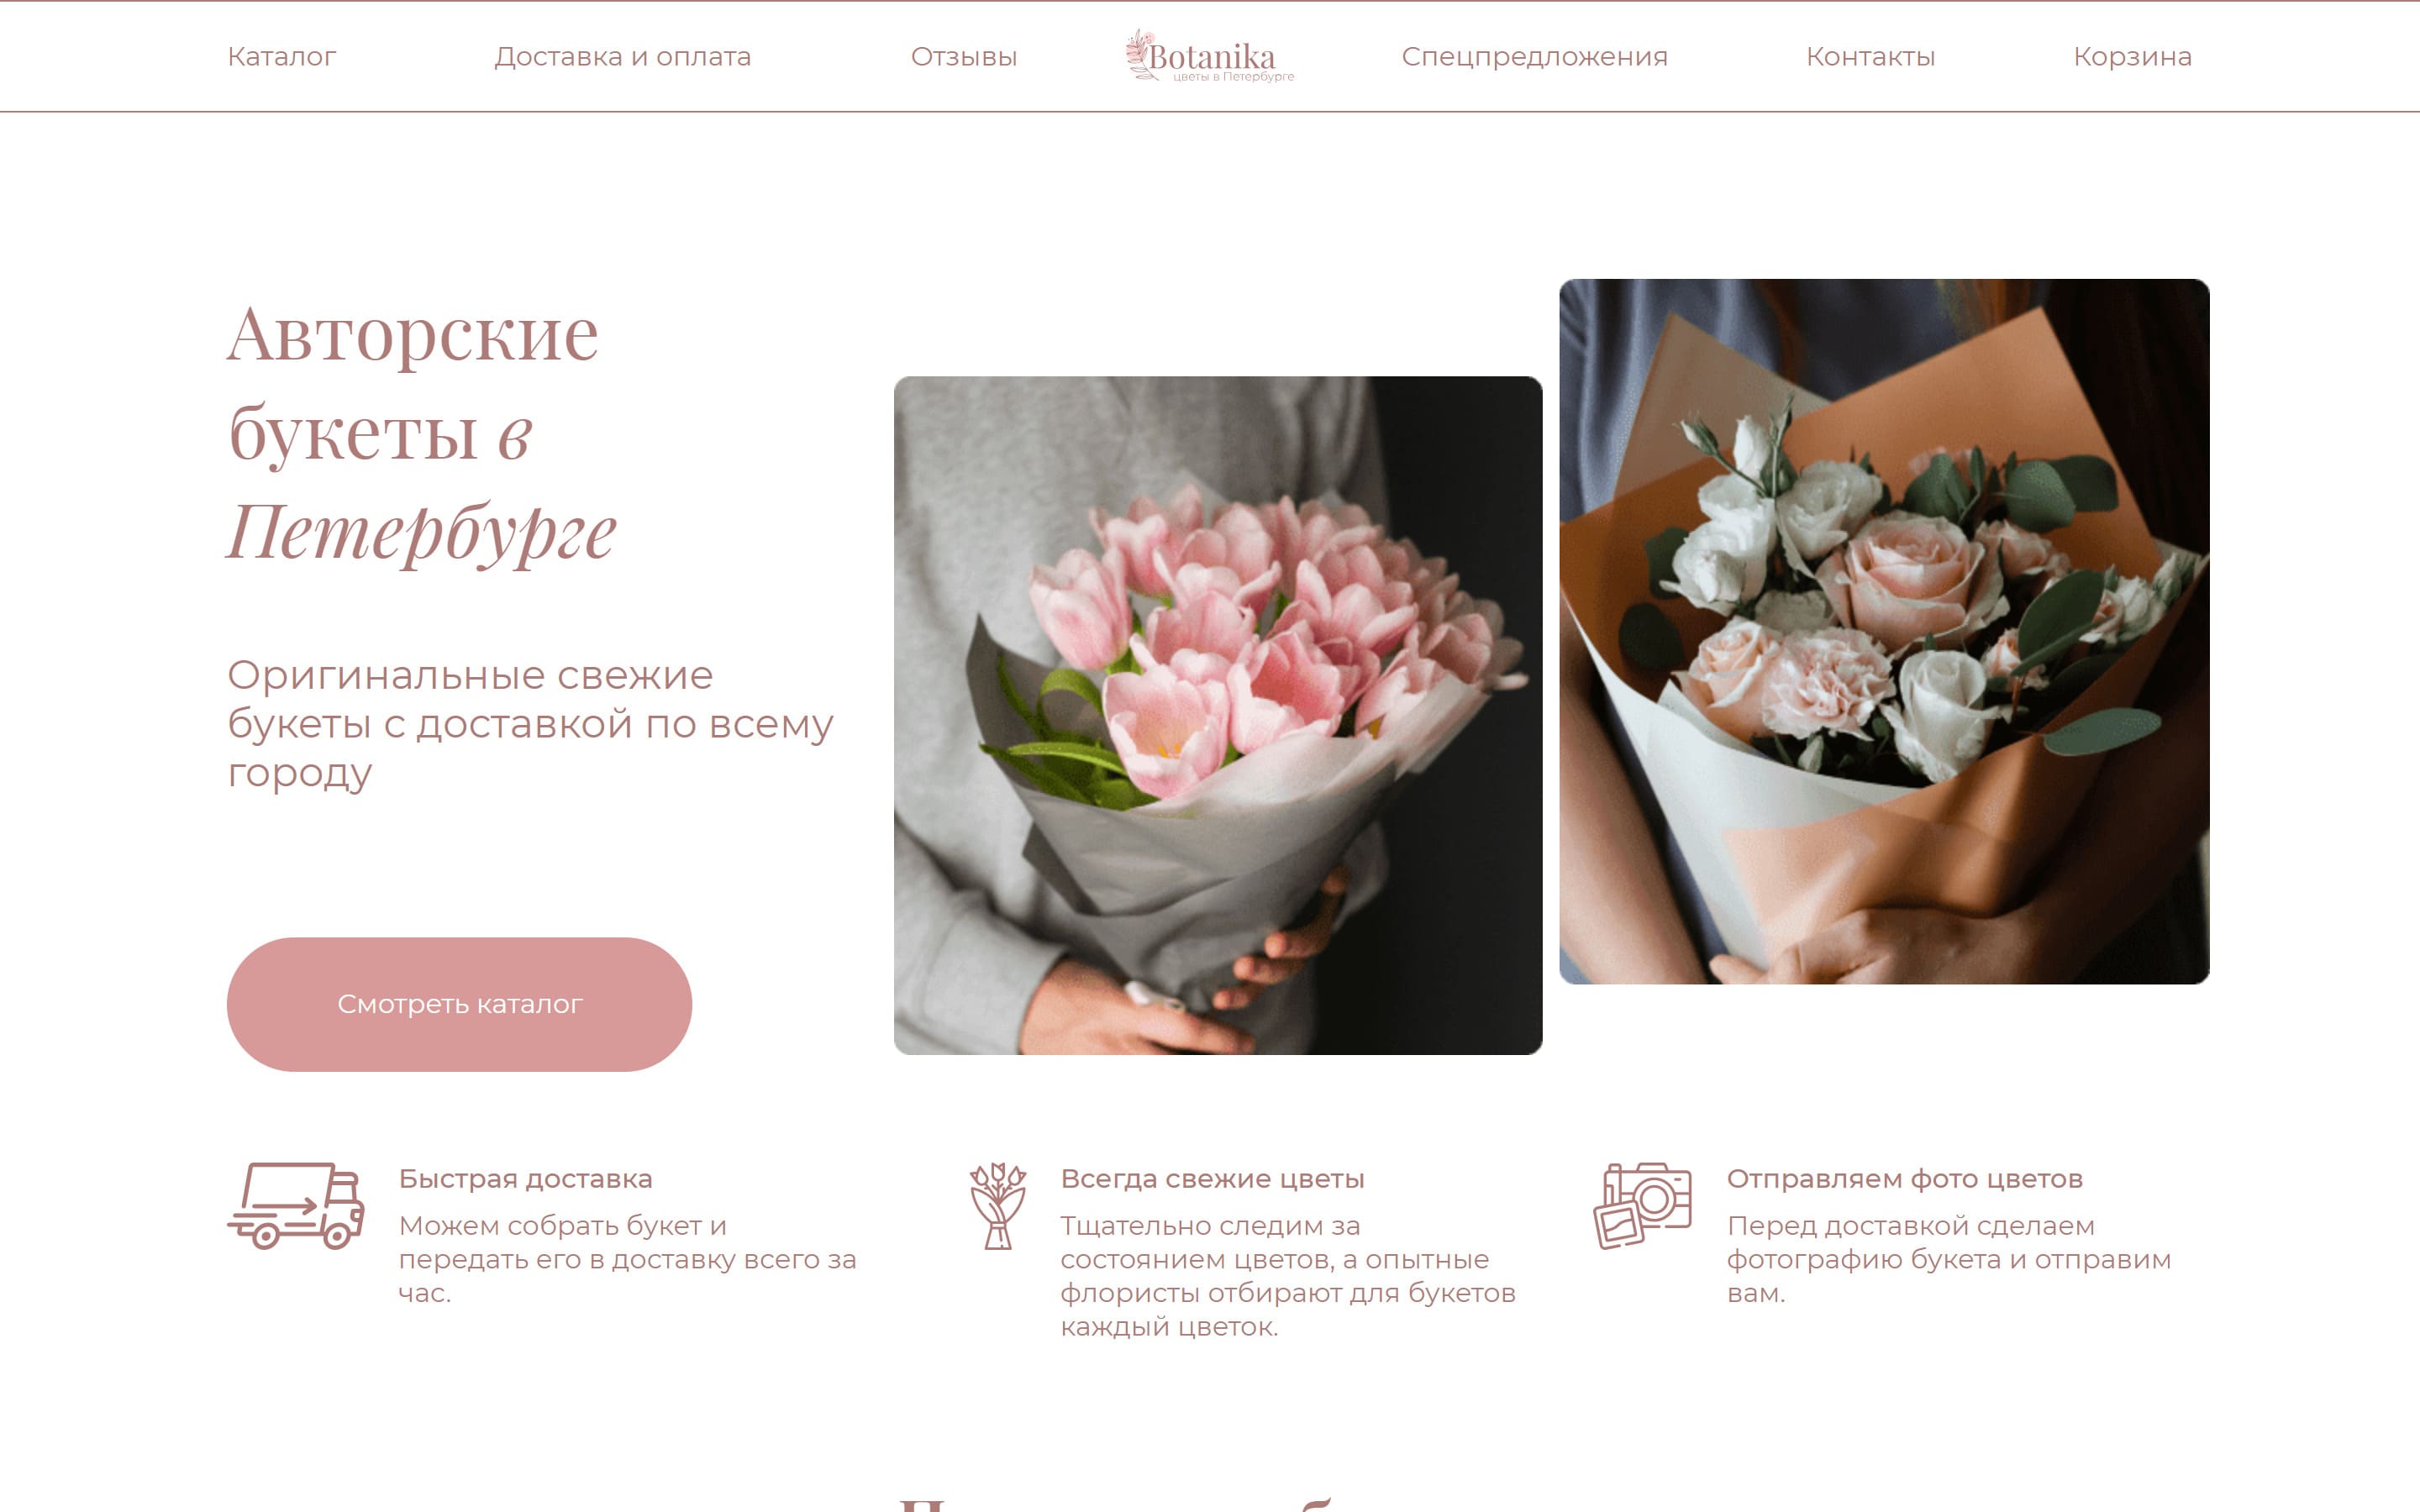 Каталог
Доставка и оплата
Отзывы
Botanika
цветы в Петербурге
Спецпредложения
Контакты
Корзина
Авторские
букеты в
Петербурге
Оригинальные свежие
букеты с доставкой по всему
городу
Смотреть каталог
Быстрая доставка
Можем собрать букет и
передать его в доставку всего за
час.
Всегда свежие цветы
Тщательно следим за
состоянием цветов, а опытные
флористы отбирают для букетов
каждый цветок.
Отправляем фото цветов
Перед доставкой сделаем
фотографию букета и отправим
вам.